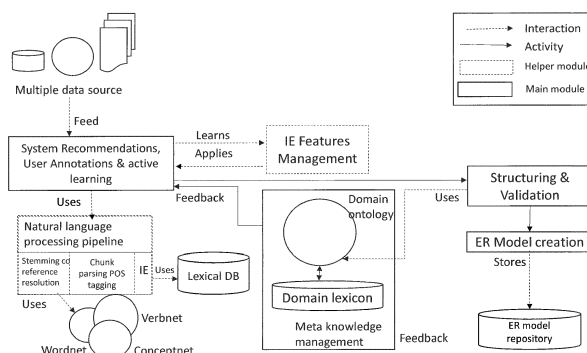 Interaction
Activity
Helper module
Main module
Multiple data source
Feed
System Recommendations,
User Annotations & active
learning
Learns
Applies
IE Features
Management
Uses
Feedback
Natural language
processing pipeline
Stemming co
reference
resolution
Chunk
parsing POS
tagging
IE
Uses
Lexical DB
Uses
Verbnet
Wordnet
Conceptnet
Domain
ontology
Domain lexicon
Meta knowledge
management
Feedback
Uses
Structuring &
Validation
ER Model creation
Stores
ER model
repository